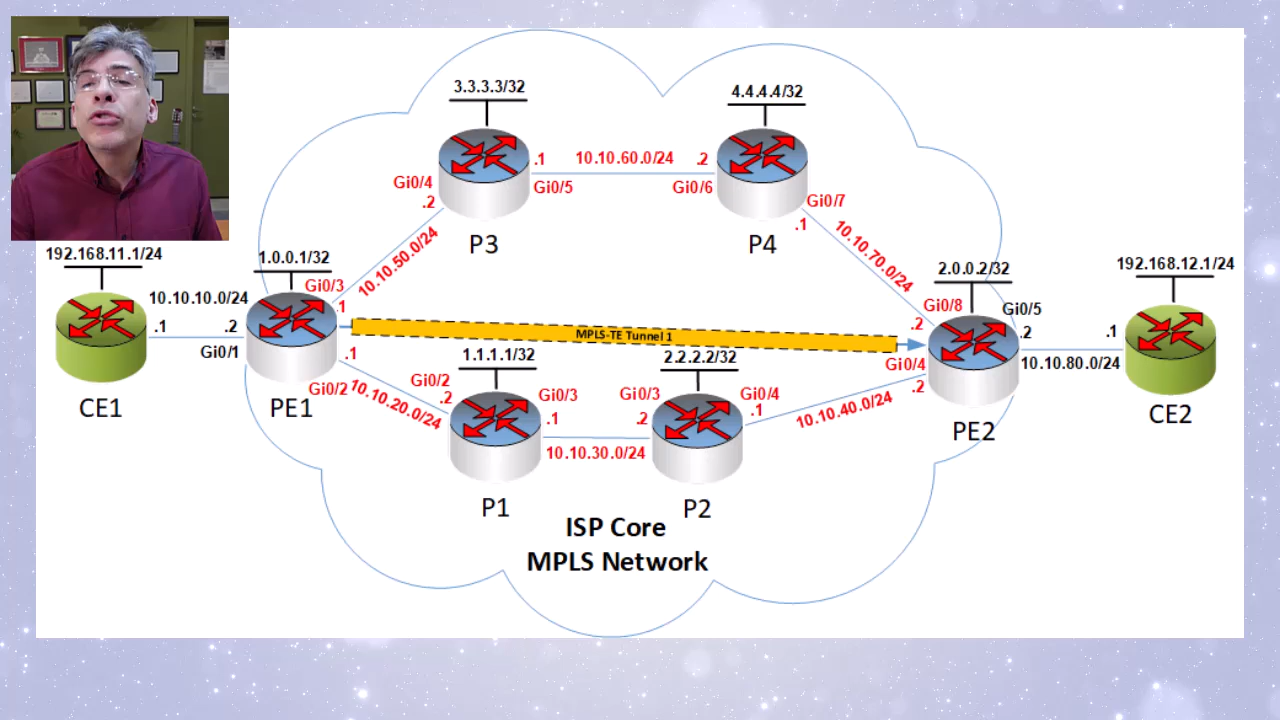 3.3.3.3/32
4.4.4.4/32
.1
10.10.60.0/24
.2
Gi0/4
.2
Gi0/5
Gi0/6
Gi0/7
.1
P3
P4
10.10.50.0/24
10.10.70.0/24
192.168.11.1/24
1.0.0.1/32
2.0.0.2/32
192.168.12.1/24
10.10.10.0/24
Gi0/3
.1
Gi0/8
Gi0/5
.1
.2
.2
.2
.1
Gi0/1
MPLS-TE Tunnel 1
.1
1.1.1.1/32
2.2.2.2/32
Gi0/4
.2
10.10.80.0/24
Gi0/2
Gi0/2
.2
Gi0/3
.1
Gi0/3
.2
Gi0/4
.1
10.10.20.0/24
10.10.40.0/24
CE1
PE1
PE2
CE2
10.10.30.0/24
P1
P2
ISP Core
MPLS Network